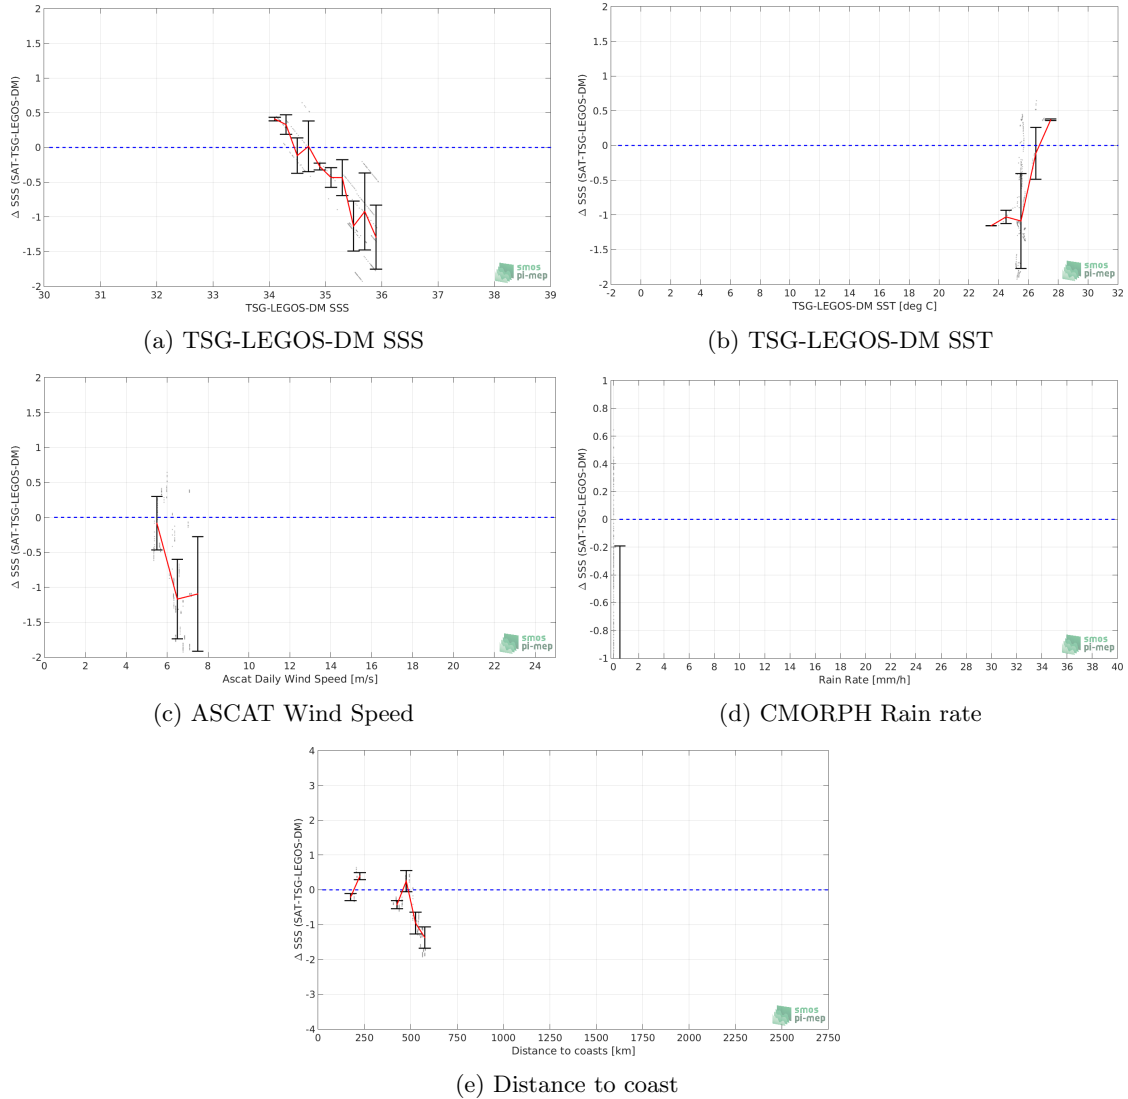 2
1.5
1
0.5
0
-0.5
-1
-1.5
-2
Δ SSS (SAT-TSG-LEGOS-DM)
30 31 32 33 34 35 36 37 38 39
TSG-LEGOS-DM SSS
smos
pi-mep
(a) TSG-LEGOS-DM SSS
2
1.5
1
0.5
0
-0.5
-1
-1.5
-2
Δ SSS (SAT-TSG-LEGOS-DM)
-2 0 2 4 6 8 10 12 14 16 18 20 22 24 26 28 30 32
TSG-LEGOS-DM SST [deg C]
smos
pi-mep
(b) TSG-LEGOS-DM SST
2
1.5
1
0.5
0
-0.5
-1
-1.5
-2
Δ SSS (SAT-TSG-LEGOS-DM)
0 2 4 6 8 10 12 14 16 18 20 22 24
Ascat Daily Wind Speed [m/s]
smos
pi-mep
(c) ASCAT Wind Speed
1
0.8
0.6
0.4
0.2
0
-0.2
-0.4
-0.6
-0.8
-1
Δ SSS (SAT-TSG-LEGOS-DM)
0 2 4 6 8 10 12 14 16 18 20 22 24 26 28 30 32 34 36 38 40
Rain Rate [mm/h]
smos
pi-mep
(d) CMORPH Rain rate
4
3
2
1
0
-1
-2
-3
-4
Δ SSS (SAT-TSG-LEGOS-DM)
0 250 500 750 1000 1250 1500 1750 2000 2250 2500 2750
Distance to coasts [km]
smos
pi-mep
(e) Distance to coast